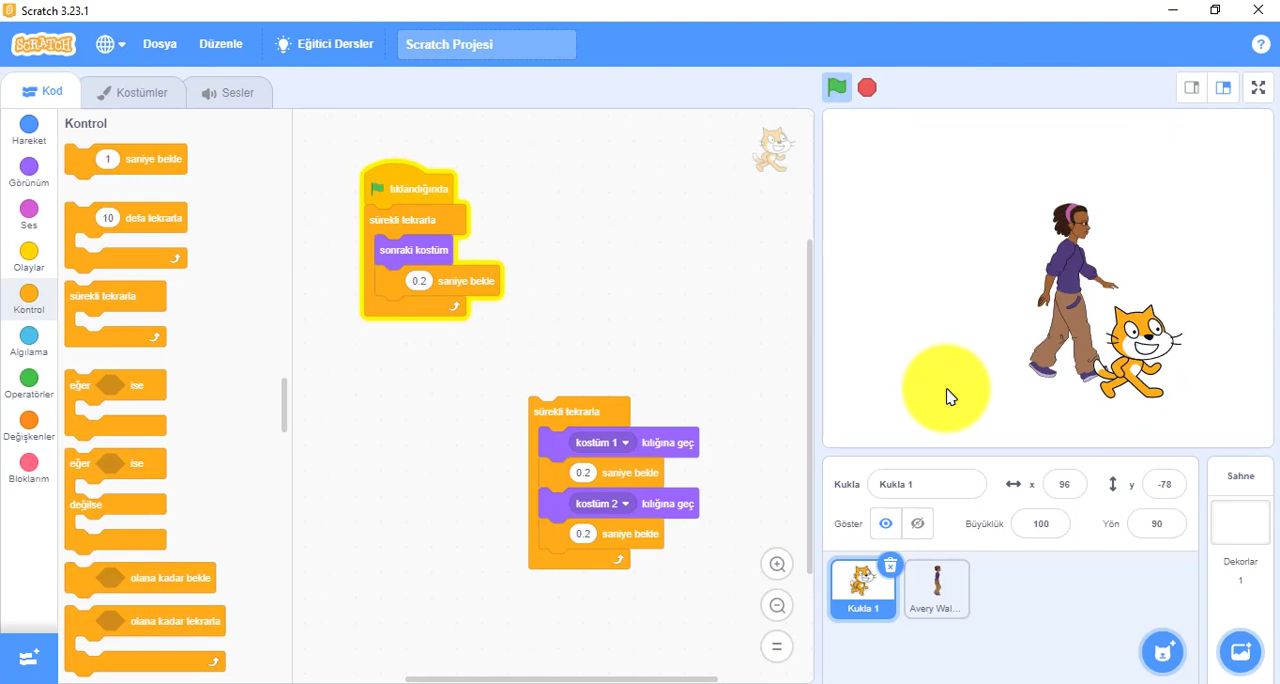 Scratch 3.23.1
SCRATCH
Dosya
Düzenle
Eğitici Dersler
Scratch Projesi
?
Kod
Kostümler
Sesler
Hareket
Görünüm
Ses
Olaylar
Kontrol
Algılama
Operatörler
Değişkenler
Bloklarım
Kontrol
1 saniye bekle
10 defa tekrarla
sürekli tekrarla
eğer ise
eğer ise
değilse
olana kadar bekle
olana kadar tekrarla
tıklandığında
sürekli tekrarla
sonraki kostüm
0.2 saniye bekle
sürekli tekrarla
kostüm 1 kılığına geç
0.2 saniye bekle
kostüm 2 kılığına geç
0.2 saniye bekle
Kukla Kukla 1 x 96 y -78
Göster Büyüklük 100 Yön 90
Kukla 1
Avery Wal...
Sahne
Dekorlar
1